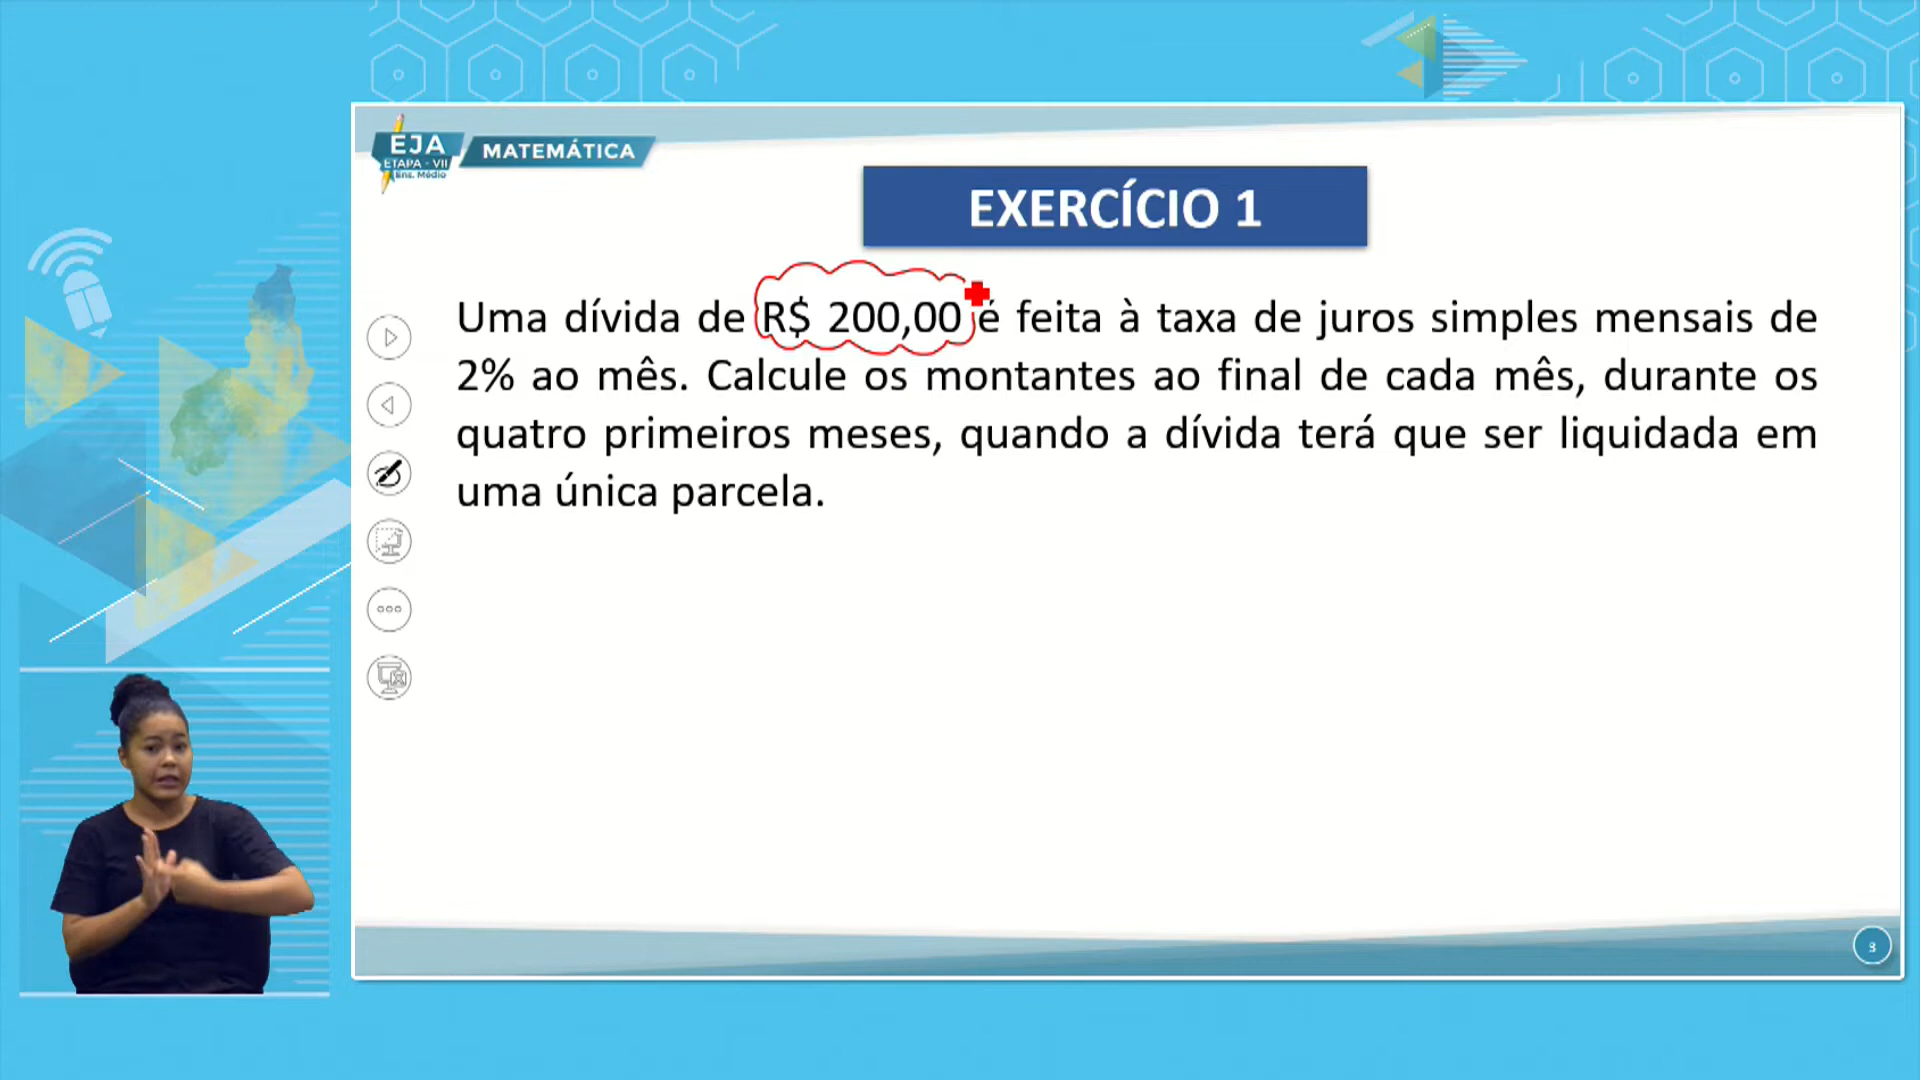 EJA
ETAPA - VII
Ens. Médio
MATEMÁTICA
EXERCÍCIO 1
Uma dívida de R$ 200,00 é feita à taxa de juros simples mensais de
2% ao mês. Calcule os montantes ao final de cada mês, durante os
quatro primeiros meses, quando a dívida terá que ser liquidada em
uma única parcela.
3